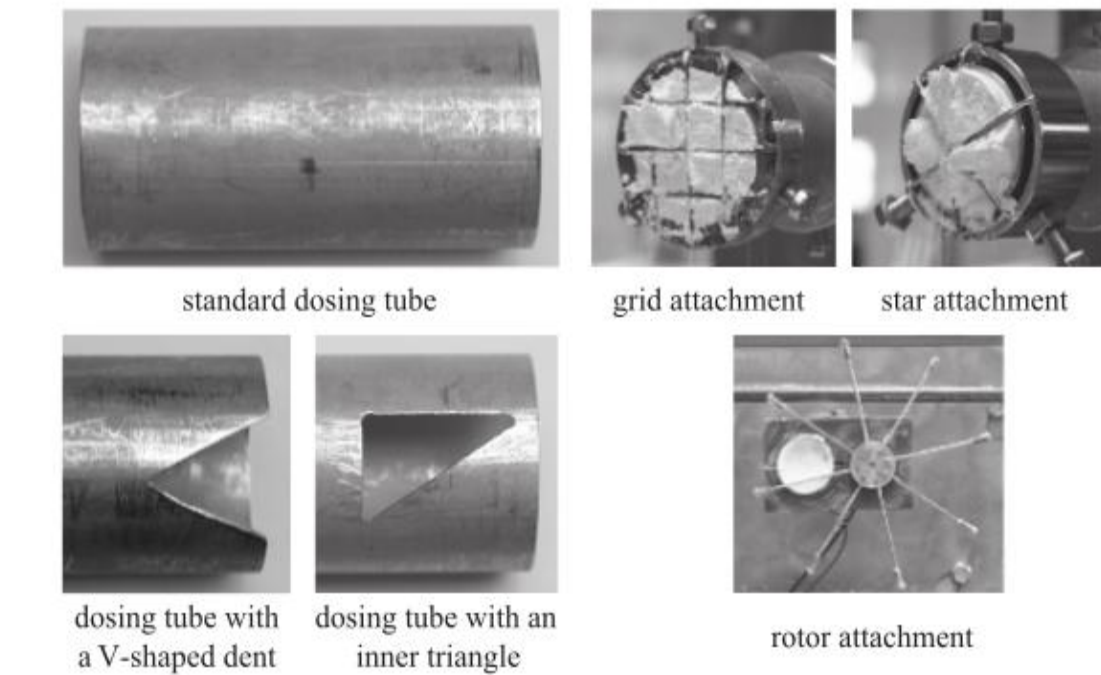 standard dosing tube
grid attachment
star attachment
dosing tube with
a V-shaped dent
dosing tube with an
inner triangle
rotor attachment